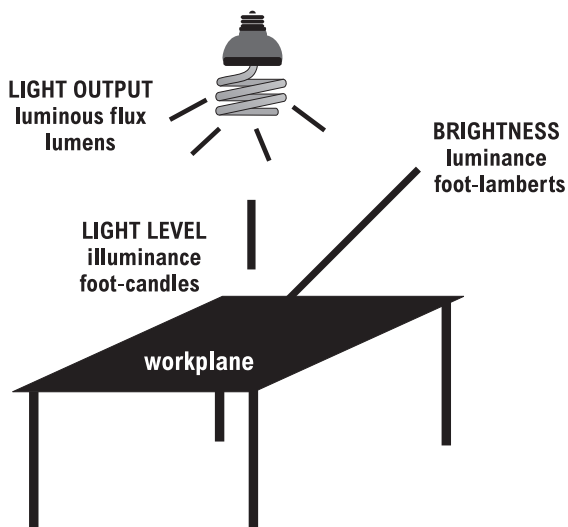 LIGHT OUTPUT
luminous flux
lumens
BRIGHTNESS
luminance
foot-lamberts
LIGHT LEVEL
illuminance
foot-candles
workplane